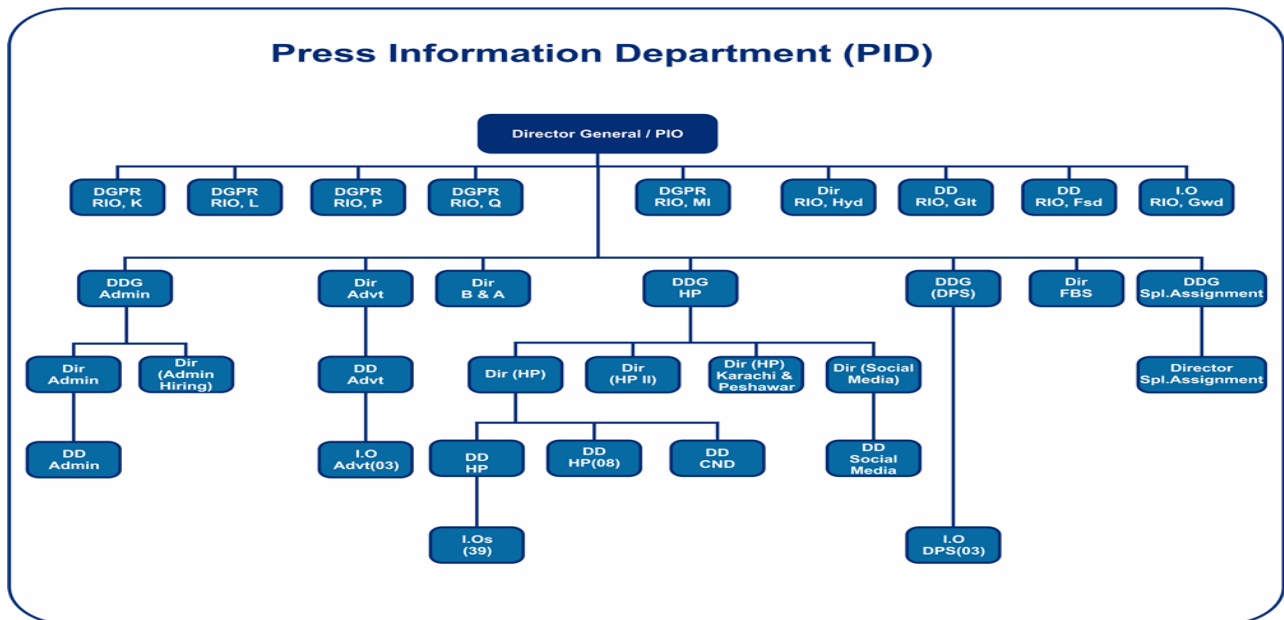 Press Information Department (PID)
Director General / PIO
DGPR
RIO, K
DGPR
RIO, L
DGPR
RIO, P
DGPR
RIO, Q
DGPR
RIO, MI
Dir
RIO, Hyd
DD
RIO, Glt
DD
RIO, Fsd
I.O
RIO, Gwd
DDG
Admin
Dir
Advt
Dir
B & A
DDG
HP
DDG
(DPS)
Dir
FBS
DDG
Spl.Assignment
Dir
Admin
Dir
(Admin
Hiring)
DD
Advt
Dir (HP)
Dir
(HP II)
Dir (HP)
Karachi &
Peshawar
Dir (Social
Media)
Director
Spl.Assignment
DD
Admin
I.O
Advt(03)
DD
HP
DD
HP(08)
DD
CND
DD
Social
Media
I.Os
(39)
I.O
DPS(03)